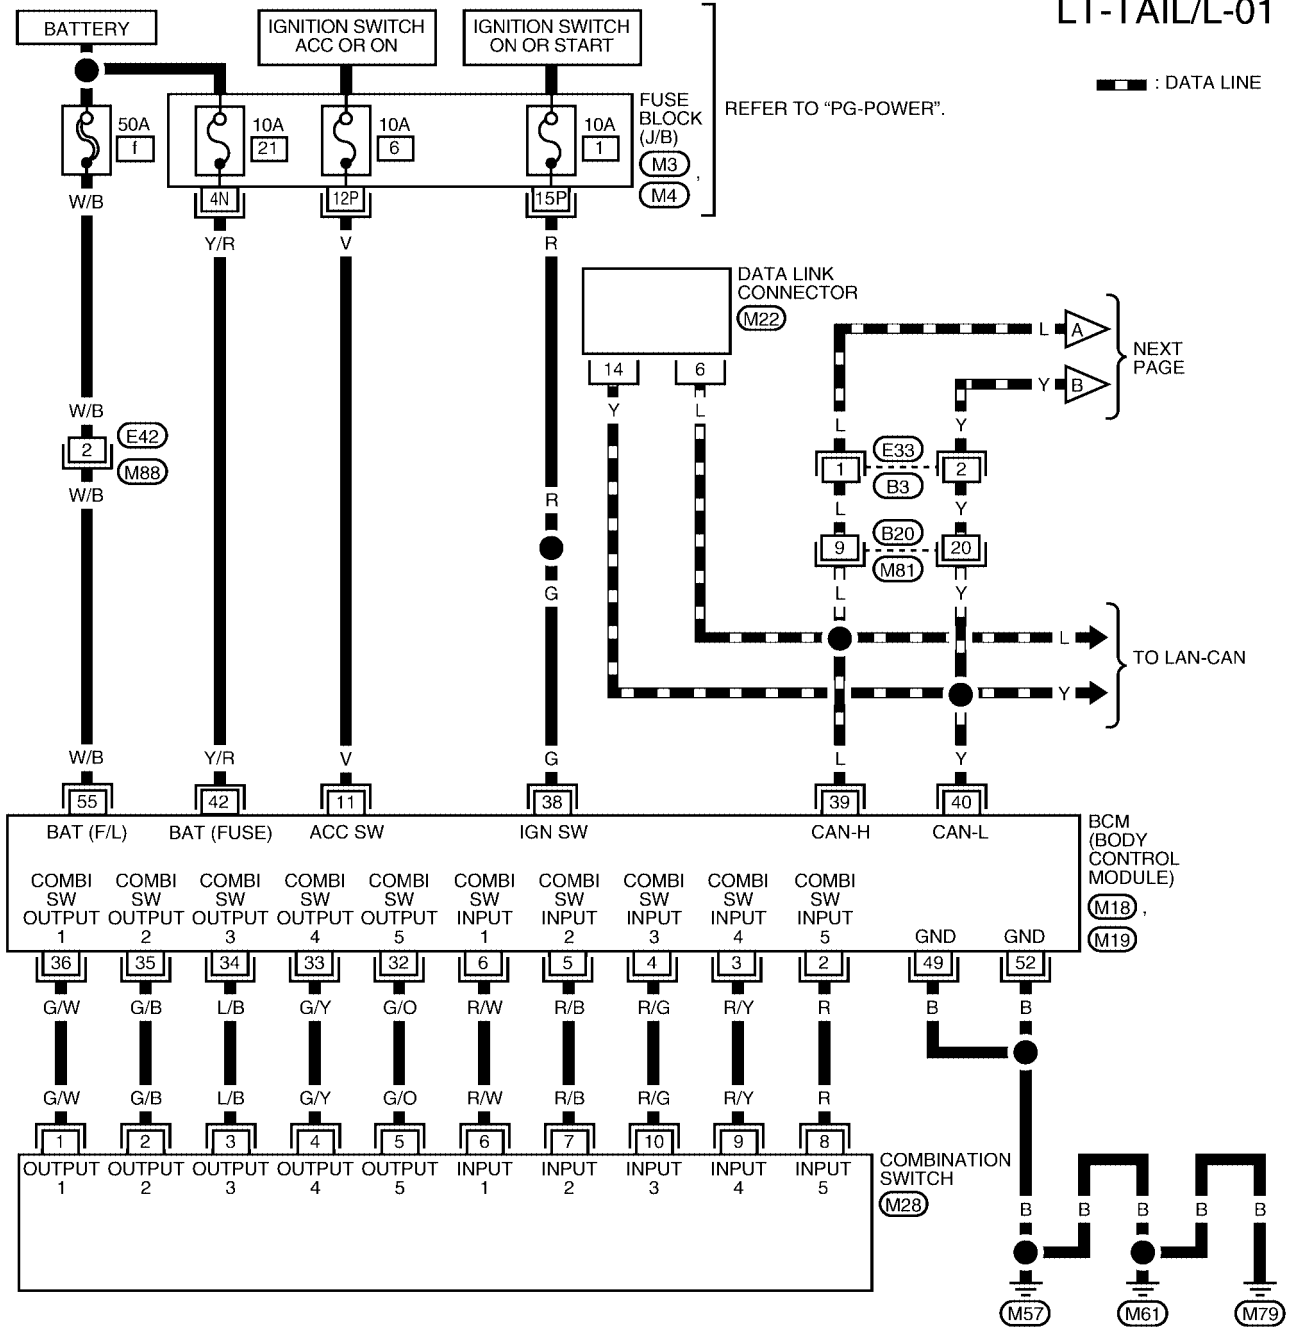 LT-TAIL/L-01
BATTERY
IGNITION SWITCH
ACC OR ON
IGNITION SWITCH
ON OR START
: DATA LINE
50A
f
10A
21
10A
6
10A
1
FUSE
BLOCK
(J/B)
M3 ,
M4
REFER TO “PG-POWER”.
4N 12P 15P
W/B Y/R V R
DATA LINK
CONNECTOR
M22
14 6
Y L
L A
Y B
NEXT
PAGE
W/B
2
E42
M88
W/B
L Y
1 E33 2
B3
L Y
9 B20 20
M81
L Y
R
G
L
Y
TO LAN-CAN
W/B Y/R V G L Y
55 42 11 38 39 40
BAT (F/L) BAT (FUSE) ACC SW IGN SW CAN-H CAN-L
BCM
(BODY
CONTROL
MODULE)
M18 ,
M19
COMBI COMBI COMBI COMBI COMBI COMBI COMBI COMBI COMBI COMBI
SW SW SW SW SW SW SW SW SW SW
OUTPUT OUTPUT OUTPUT OUTPUT OUTPUT INPUT INPUT INPUT INPUT INPUT
1 2 3 4 5 1 2 3 4 5 GND GND
36 35 34 33 32 6 5 4 3 2 49 52
G/W G/B L/B G/Y G/O R/W R/B R/G R/Y R B B
G/W G/B L/B G/Y G/O R/W R/B R/G R/Y R
1 2 3 4 5 6 7 10 9 8
OUTPUT OUTPUT OUTPUT OUTPUT OUTPUT INPUT INPUT INPUT INPUT INPUT
1 2 3 4 5 1 2 3 4 5
COMBINATION
SWITCH
M28
B B B B B
M57 M61 M79